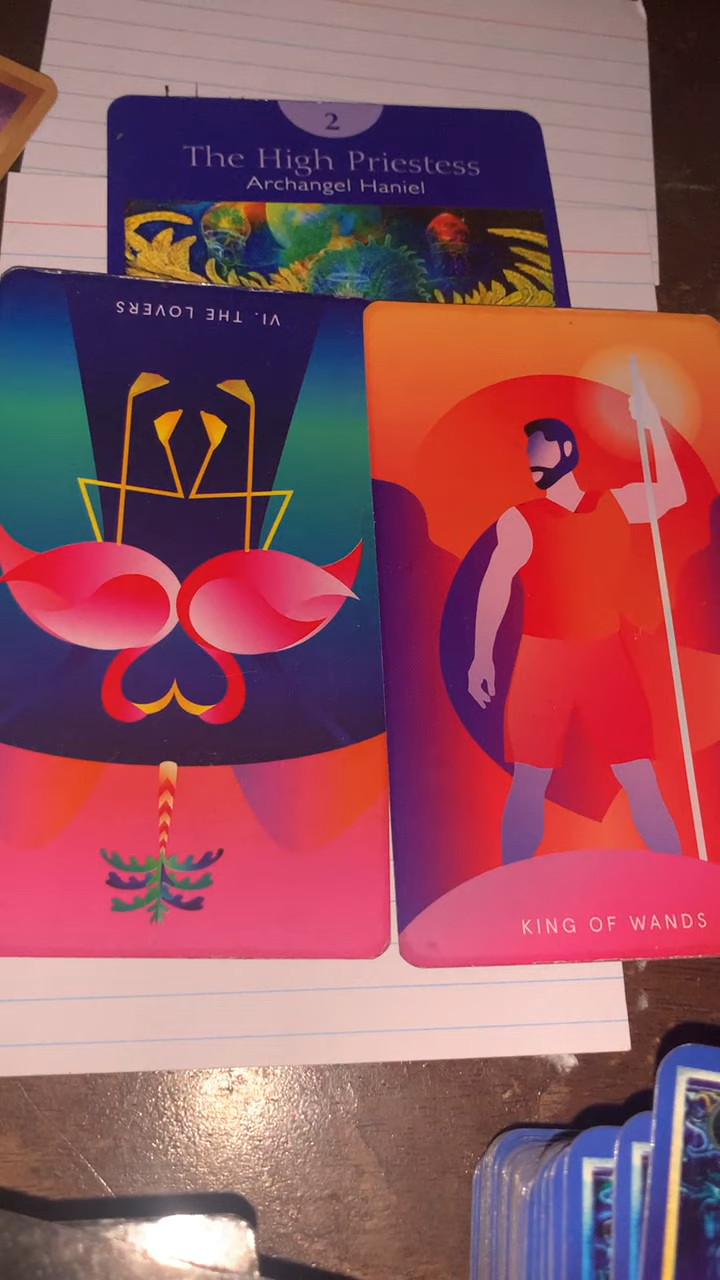 2
The High Priestess
Archangel Haniel
VI. THE LOVERS
KING OF WANDS